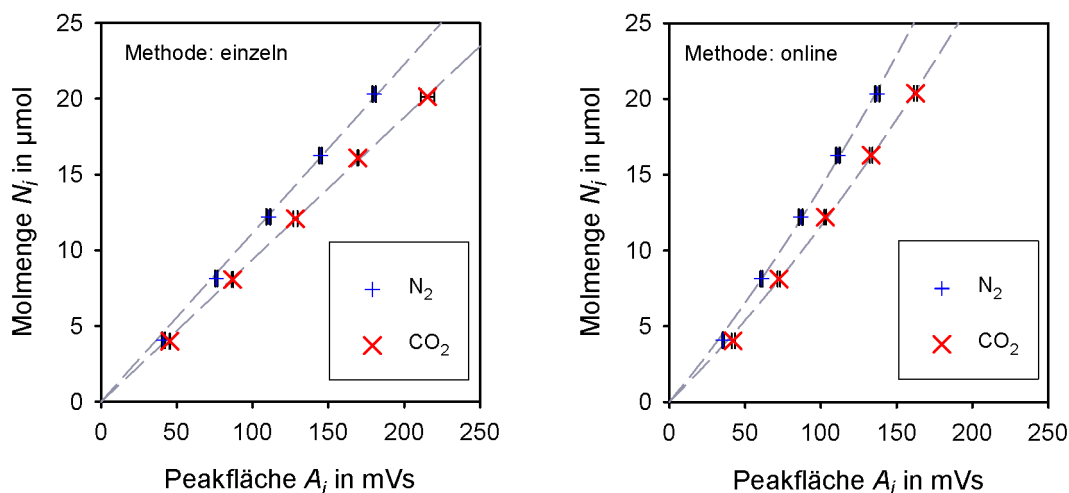 Methode: einzeln
Molmenge Nᵢ in µmol
25
20
15
10
5
0
N₂
CO₂
0 50 100 150 200 250
Peakfläche Aᵢ in mVs
Methode: online
Molmenge Nᵢ in µmol
25
20
15
10
5
0
N₂
CO₂
0 50 100 150 200 250
Peakfläche Aᵢ in mVs